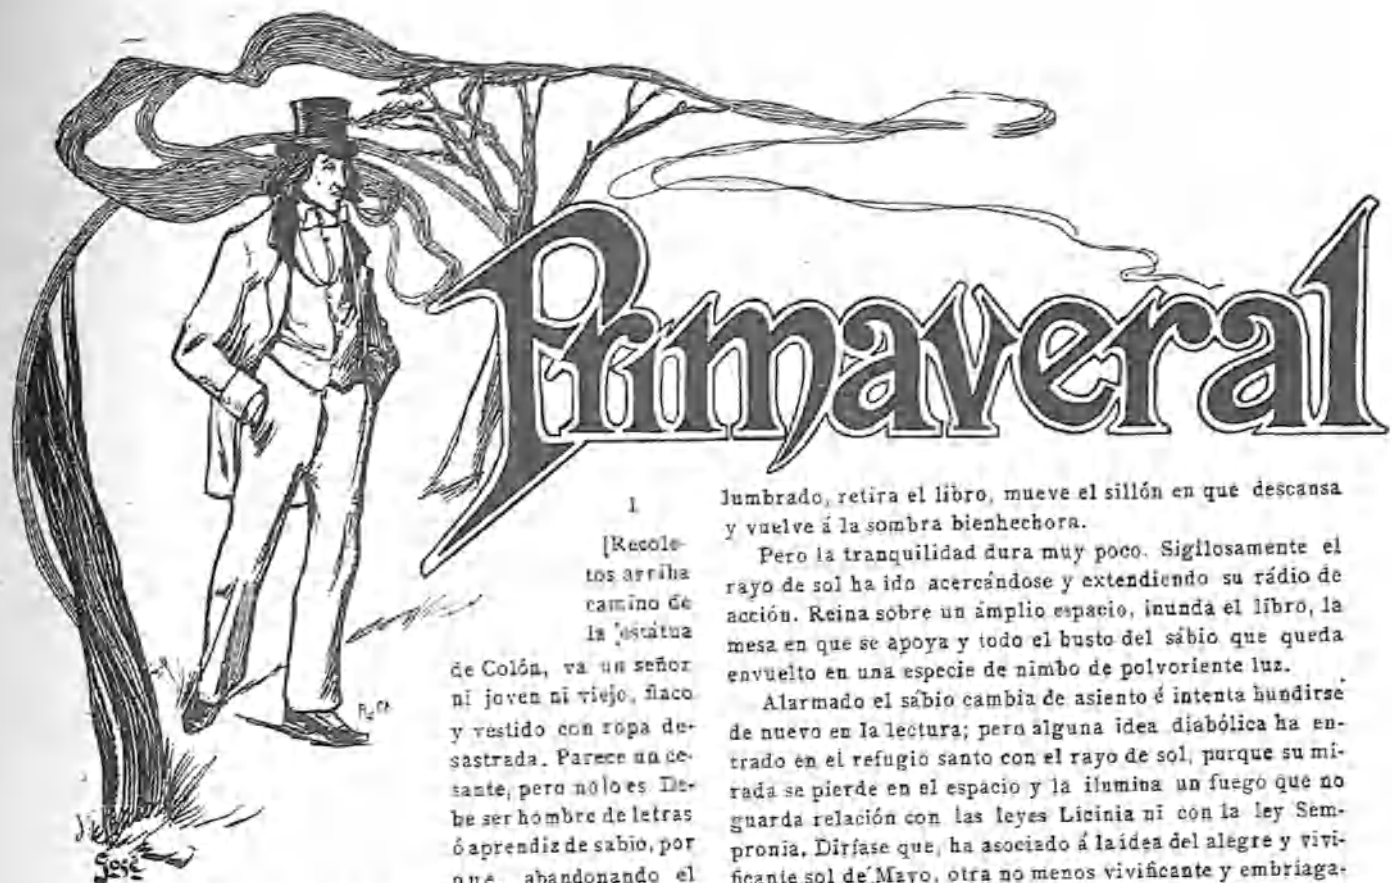 Primaveral
I
[Recole-
tos arriba
camino de
la estátua
de Colón, va un señor
ni joven ni viejo, flaco
y vestido con ropa de-
sastrada. Parece un ce-
sante, pero nó lo es. De-
be ser hombre de letras
ó aprendiz de sabio, por
que, abandonando el
lumbrado, retira el libro, mueve el sillón en que descansa
y vuelve á la sombra bienhechora.
Pero la tranquilidad dura muy poco. Sigilosamente el
rayo de sol ha ido acercándose y extendiendo su rádio de
acción. Reina sobre un ámplio espacio, inunda el libro, la
mesa en que se apoya y todo el busto del sábio que queda
envuelto en una especie de nimbo de polvoriente luz.
Alarmado el sábio cambia de asiento é intenta hundirse
de nuevo en la lectura; pero alguna idea diabólica ha en-
trado en el refugio santo con el rayo de sol, porque su mi-
rada se pierde en el espacio y la ilumina un fuego que no
guarda relación con las leyes Licinia ni con la ley Sem-
pronia. Diríase que, ha asociado á la idea del alegre y vivi-
ficante sol de Mayo, otra no menos vivificante y embriaga-
José